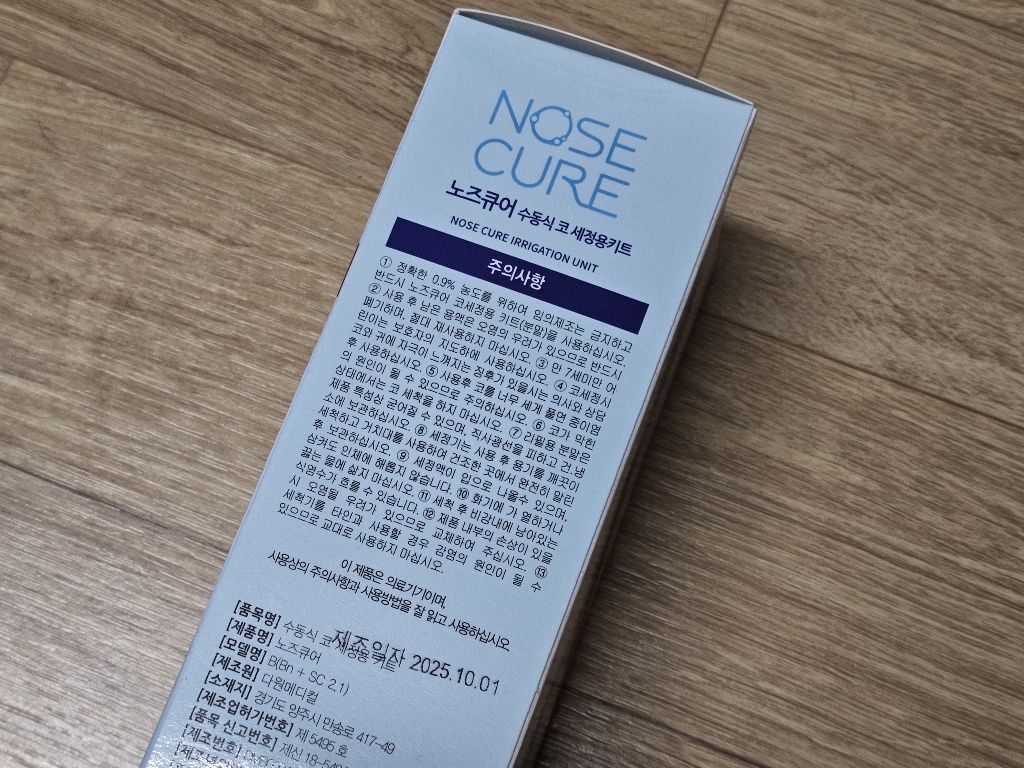 NOSE
CURE
노즈큐어 수동식 코 세정용키트
NOSE CURE IRRIGATION UNIT
주의사항
① 정확한 0.9% 농도를 위하여 임의제조는 금지하고
반드시 노즈큐어 코세정용 키트(분말)을 사용하십시오.
② 사용 후 남은 용액은 오염의 우려가 있으므로 반드시
폐기하며, 절대 재사용하지 마십시오. ③ 만 7세미만 어
린이는 보호자의 지도하에 사용하십시오. ④ 코세정시
코와 귀에 자극이 느껴지는 징후가 있을시는 의사와 상담
후 사용하십시오. ⑤ 사용후 코를 너무 세게 풀면 중이염
의 원인이 될 수 있으므로 주의하십시오. ⑥ 코가 막힌
상태에서는 코 세척을 하지 마십시오. ⑦ 리필용 분말은
제품 특성상 굳어질 수 있으며, 직사광선을 피하고 건.냉
소에 보관하십시오. ⑧ 세정기는 사용 후 용기를 깨끗이
세척하고 거치대를 사용하여 건조한 곳에서 완전히 말린
후 보관하십시오. ⑨ 세정액이 입으로 나올수 있으며,
삼켜도 인체에 해롭지 않습니다. ⑩ 화기에 가 열하거나,
끓는 물에 삶지 마십시오. ⑪ 세척 후 비강내에 남아있는
식염수가 흐를 수 있습니다. ⑫ 제품 내부의 손상이 있을
시 오염될 우려가 있으므로 교체하여 주십시오. ⑬
세척기를 타인과 사용할 경우 감염의 원인이 될 수
있으므로 교대로 사용하지 마십시오.
이 제품은 의료기기이며,
사용상의 주의사항과 사용방법을 잘 읽고 사용하십시오
[품목명] 수동식 코 세정용 키트
제조일자 2025.10.01
[제품명] 노즈큐어
[모델명] B(Bn + SC 2.1)
[제조원] 다원메디컬
[소재지] 경기도 양주시 만송로 417-49
[제조업허가번호] 제 5495 호
[품목 신고번호] 제신 18-549
[제조번호]